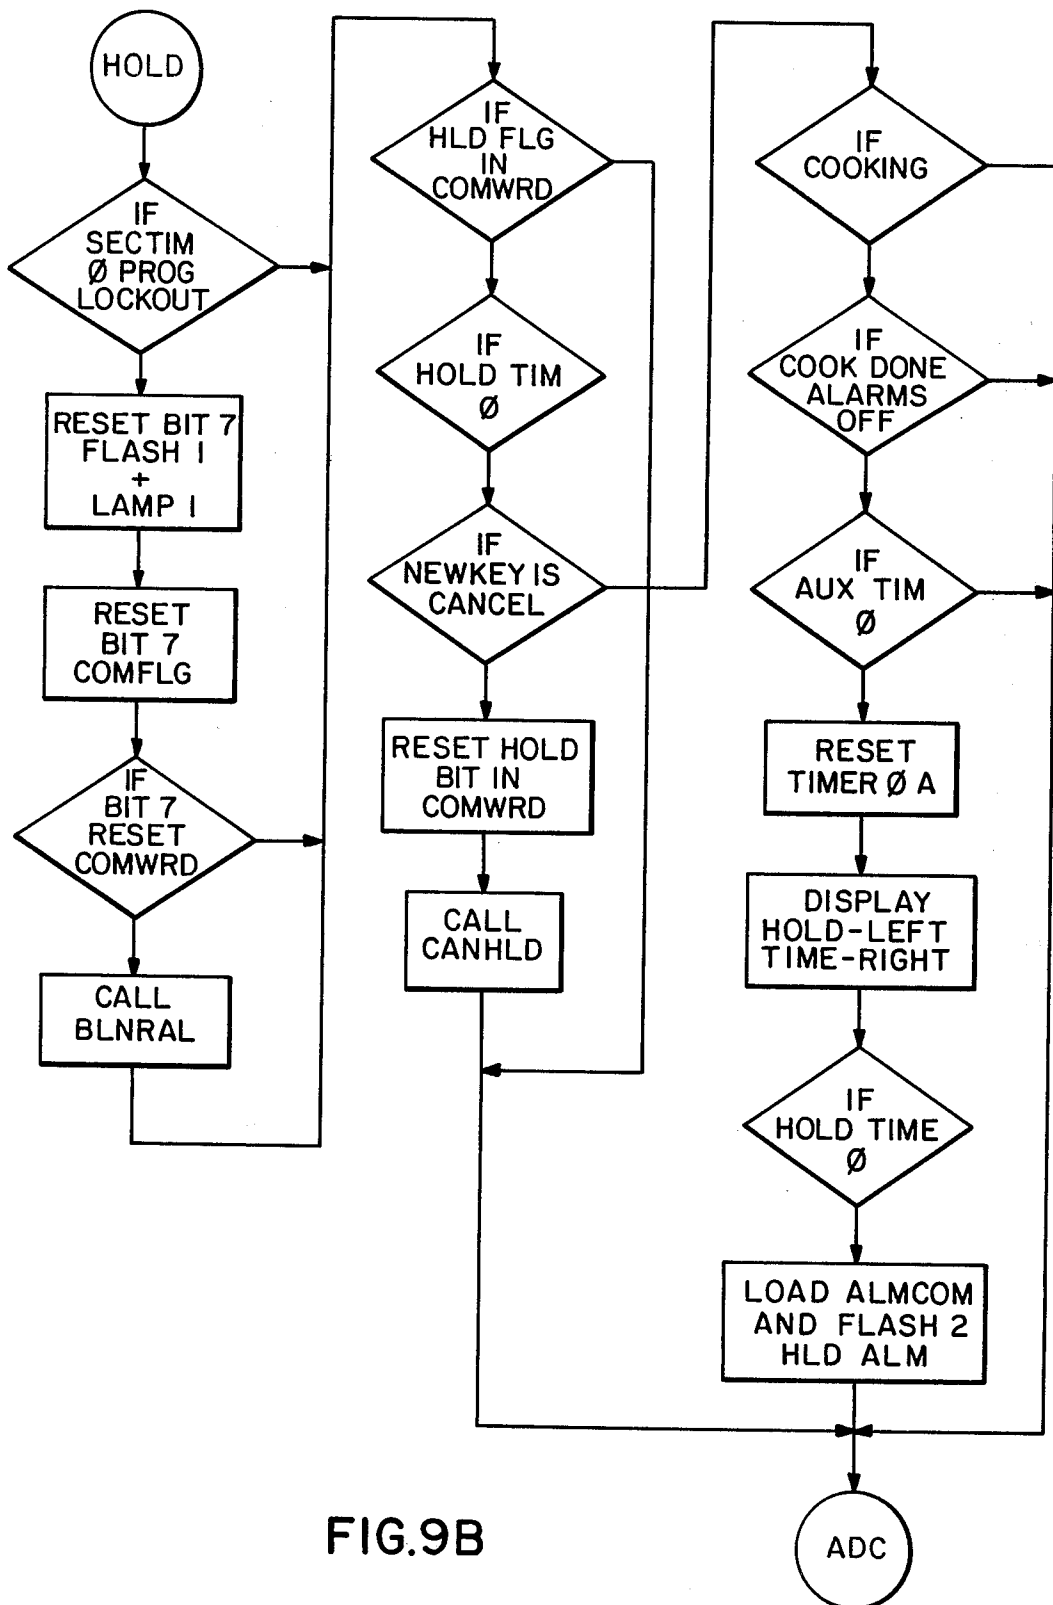 HOLD
IF
SECTIM
Ø PROG
LOCKOUT
RESET BIT 7
FLASH 1
+
LAMP 1
RESET
BIT 7
COMFLG
IF
BIT 7
RESET
COMWRD
CALL
BLNRAL
IF
HLD FLG
IN
COMWRD
IF
HOLD TIM
Ø
IF
NEWKEY IS
CANCEL
RESET HOLD
BIT IN
COMWRD
CALL
CANHLD
IF
COOKING
IF
COOK DONE
ALARMS
OFF
IF
AUX TIM
Ø
RESET
TIMER Ø A
DISPLAY
HOLD-LEFT
TIME-RIGHT
IF
HOLD TIME
Ø
LOAD ALMCOM
AND FLASH 2
HLD ALM
ADC
FIG.9B